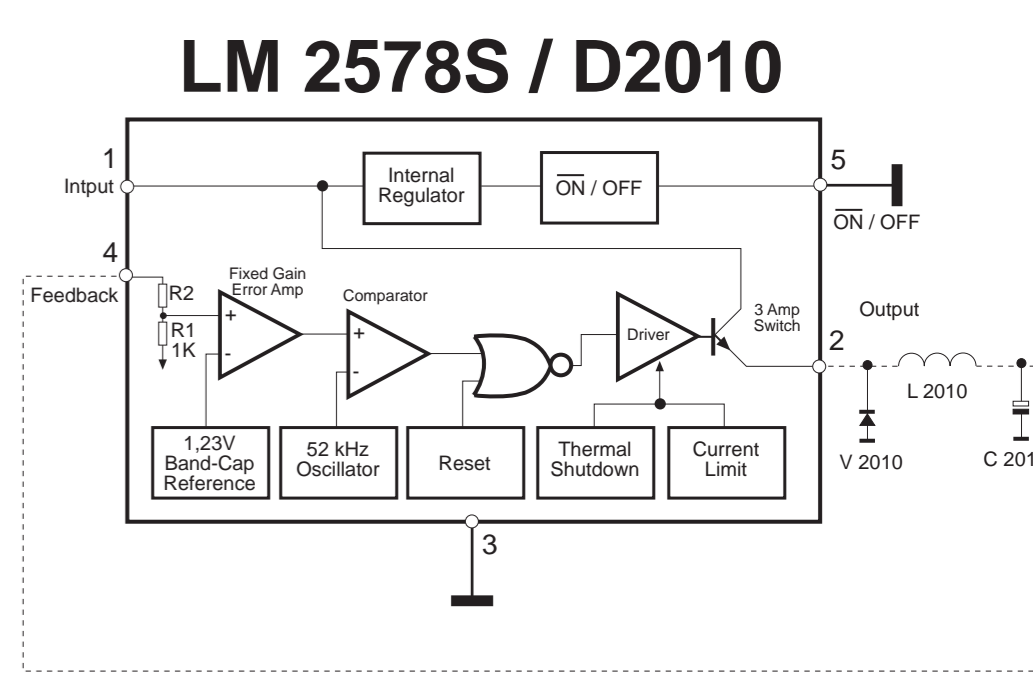 LM 2578S / D2010
1
Intput
Internal
Regulator
ON / OFF
5
ON / OFF
4
Feedback
R2
R1
1K
Fixed Gain
Error Amp
+
-
Comparator
+
-
Driver
3 Amp
Switch
Output
2
L 2010
V 2010
C 201
1,23V
Band-Cap
Reference
52 kHz
Oscillator
Reset
Thermal
Shutdown
Current
Limit
3